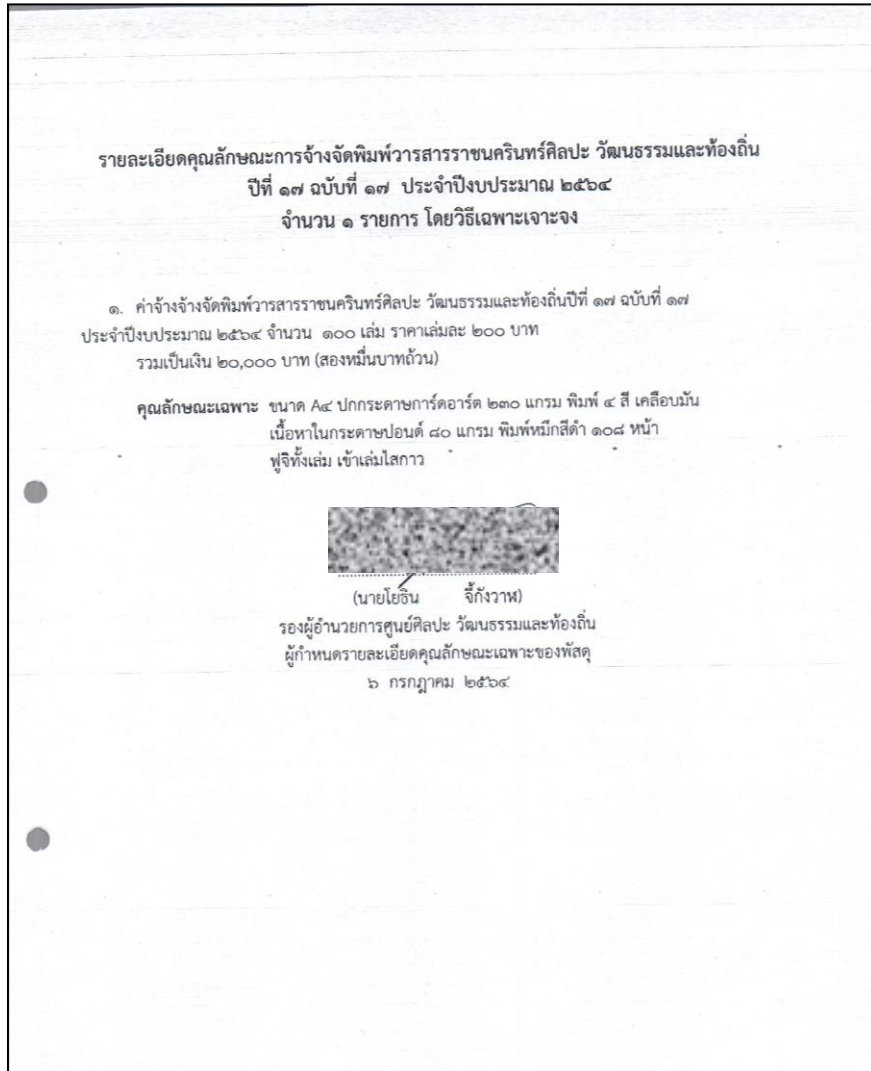 รายละเอียดคุณลักษณะการจ้างจัดพิมพ์วารสารราชนครินทร์ศิลปะ วัฒนธรรมและท้องถิ่น
ปีที่ ๑๗ ฉบับที่ ๑๗ ประจำปีงบประมาณ ๒๕๖๔
จำนวน ๑ รายการ โดยวิธีเฉพาะเจาะจง
๑. ค่าจ้างจ้างจัดพิมพ์วารสารราชนครินทร์ศิลปะ วัฒนธรรมและท้องถิ่นปีที่ ๑๗ ฉบับที่ ๑๗
ประจำปีงบประมาณ ๒๕๖๔ จำนวน ๑๐๐ เล่ม ราคาเล่มละ ๒๐๐ บาท
รวมเป็นเงิน ๒๐,๐๐๐ บาท (สองหมื่นบาทถ้วน)
คุณลักษณะเฉพาะ ขนาด A๔ ปกกระดาษการ์ดอาร์ต ๒๓๐ แกรม พิมพ์ ๔ สี เคลือบมัน
เนื้อหาในกระดาษปอนด์ ๘๐ แกรม พิมพ์หมึกสีดำ ๑๐๘ หน้า
ฟูจิทั้งเล่ม เข้าเล่มไสกาว
(นายโยธิน จี้กังวาฬ)
รองผู้อำนวยการศูนย์ศิลปะ วัฒนธรรมและท้องถิ่น
ผู้กำหนดรายละเอียดคุณลักษณะเฉพาะของพัสดุ
๖ กรกฎาคม ๒๕๖๔